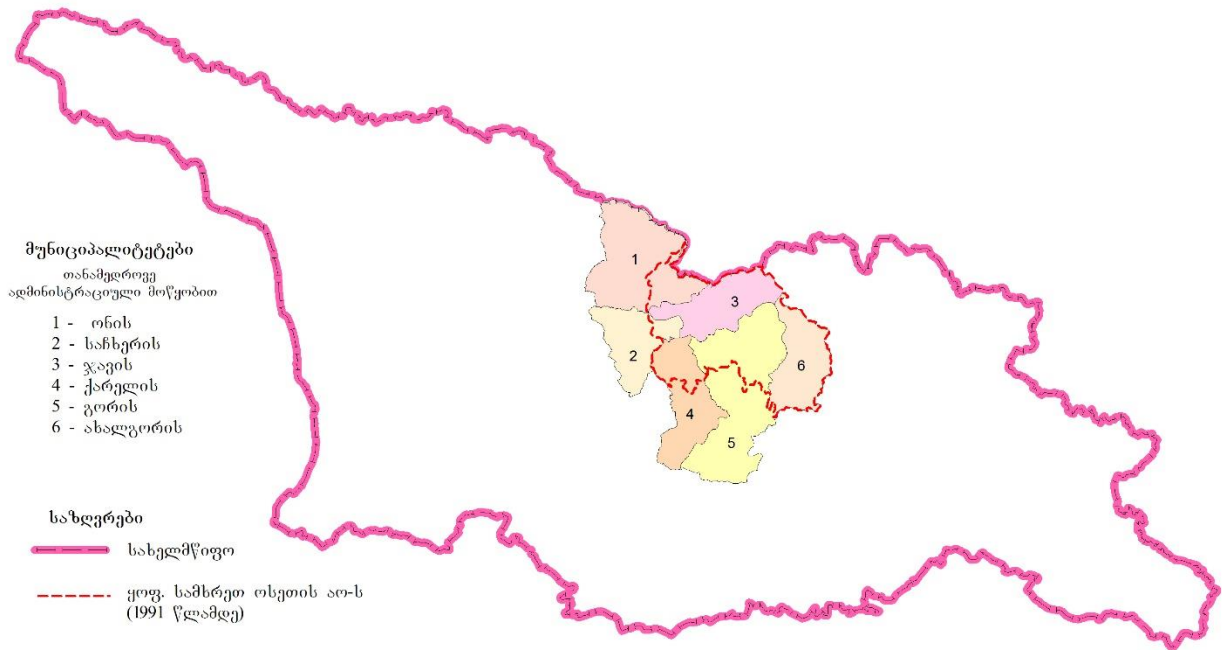 მუნიციპალიტეტები
თანამედროვე
ადმინისტრაციული მოწყობით
1 - ონის
2 - საჩხერის
3 - ჯავის
4 - ქარელის
5 - გორის
6 - ახალგორის
საზღვრები
სახელმწიფო
ყოფ. სამხრეთ ოსეთის აო-ს
(1991 წლამდე)
1
3
2
6
4
5